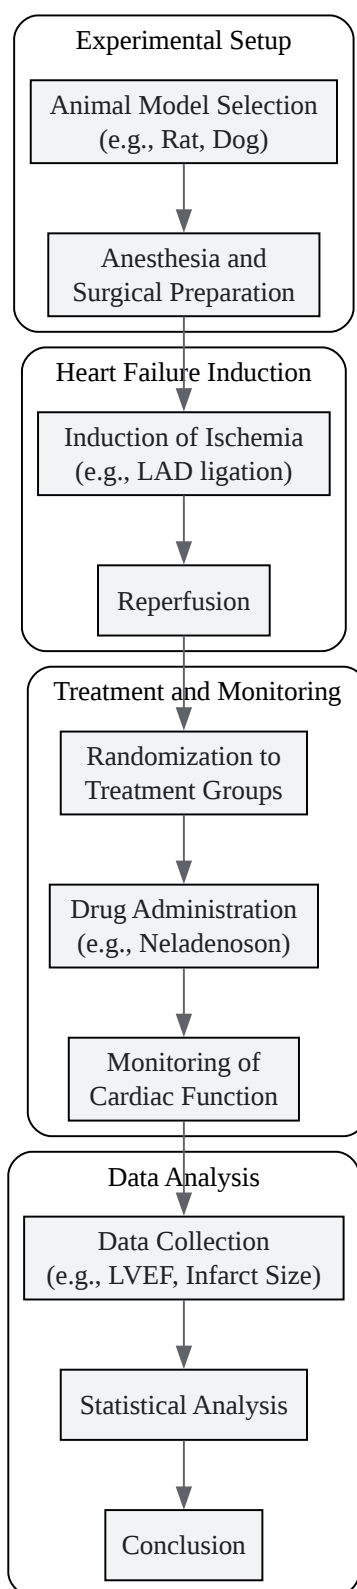 Experimental Setup
Animal Model Selection
(e.g., Rat, Dog)
Anesthesia and
Surgical Preparation
Heart Failure Induction
Induction of Ischemia
(e.g., LAD ligation)
Reperfusion
Treatment and Monitoring
Randomization to
Treatment Groups
Drug Administration
(e.g., Neladenoson)
Monitoring of
Cardiac Function
Data Analysis
Data Collection
(e.g., LVEF, Infarct Size)
Statistical Analysis
Conclusion